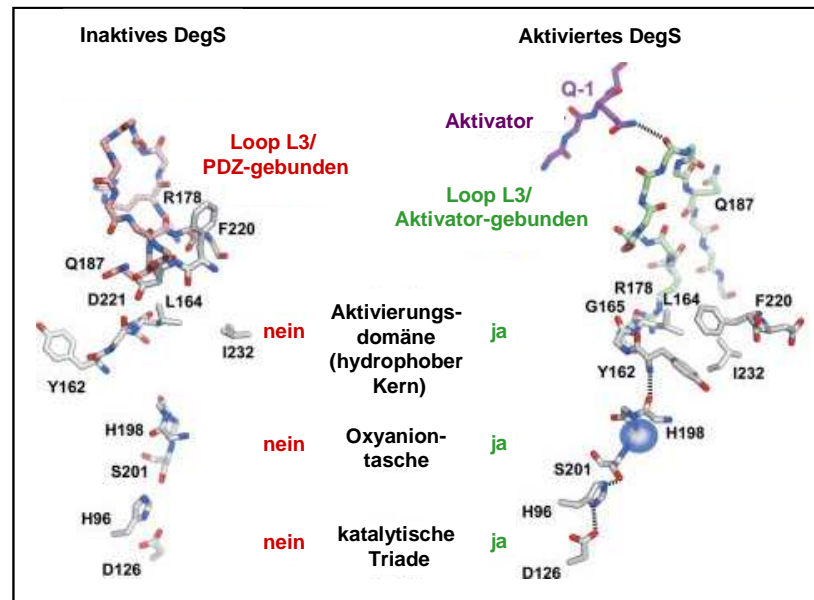 Inaktives DegS
Aktiviertes DegS
Q-1
Aktivator
Loop L3/
PDZ-gebunden
R178
F220
Q187
D221
L164
I232
Y162
H198
S201
H96
D126
Loop L3/
Aktivator-gebunden
Q187
R178
L164
G165
F220
Y162
I232
H198
S201
H96
D126
nein
Aktivierungs-
domäne
(hydrophober
Kern)
ja
nein
Oxyanion-
tasche
ja
nein
katalytische
Triade
ja